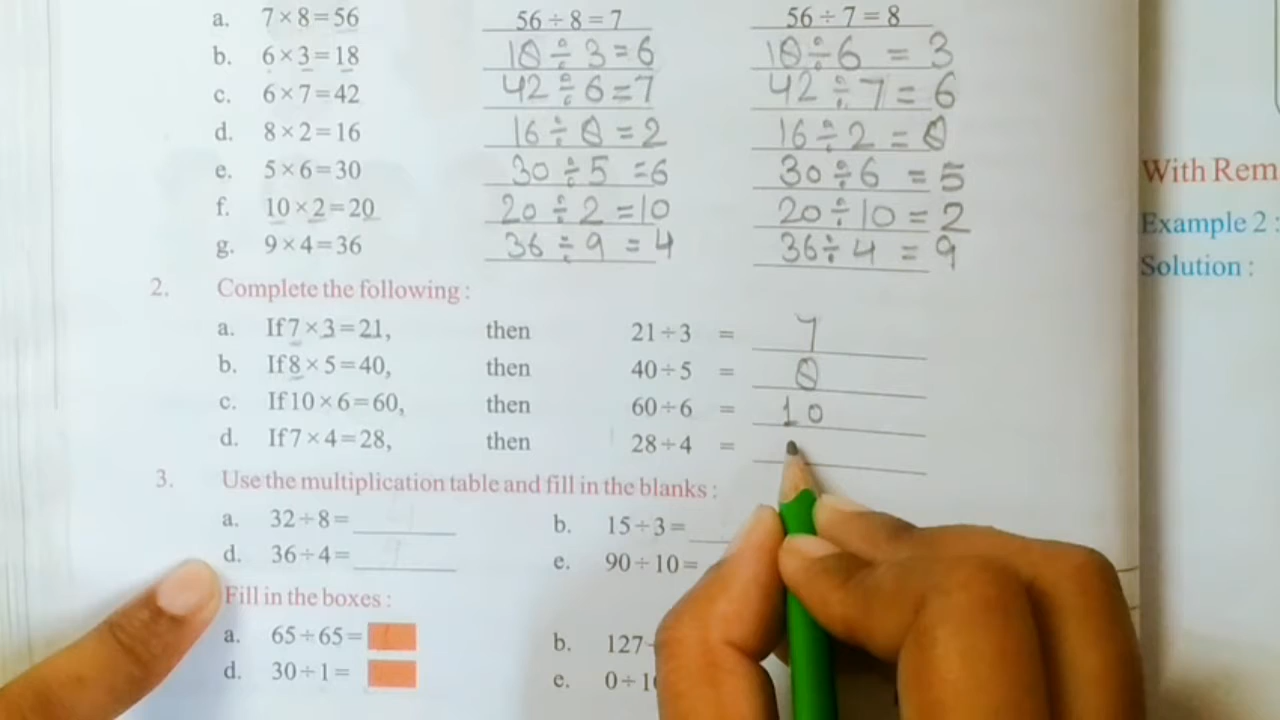 a. 7×8=56 56÷8=7 56÷7=8
b. 6×3=18 18÷3=6 18÷6=3
c. 6×7=42 42÷6=7 42÷7=6
d. 8×2=16 16÷8=2 16÷2=8
e. 5×6=30 30÷5=6 30÷6=5
f. 10×2=20 20÷2=10 20÷10=2
g. 9×4=36 36÷9=4 36÷4=9
2. Complete the following :
a. If 7×3=21, then 21÷3 = 7
b. If 8×5=40, then 40÷5 = 8
c. If 10×6=60, then 60÷6 = 10
d. If 7×4=28, then 28÷4 =
3. Use the multiplication table and fill in the blanks :
a. 32÷8= b. 15÷3=
d. 36÷4= e. 90÷10=
Fill in the boxes :
a. 65÷65= b. 127
d. 30÷1= e. 0÷1
With Rem
Example 2 :
Solution :